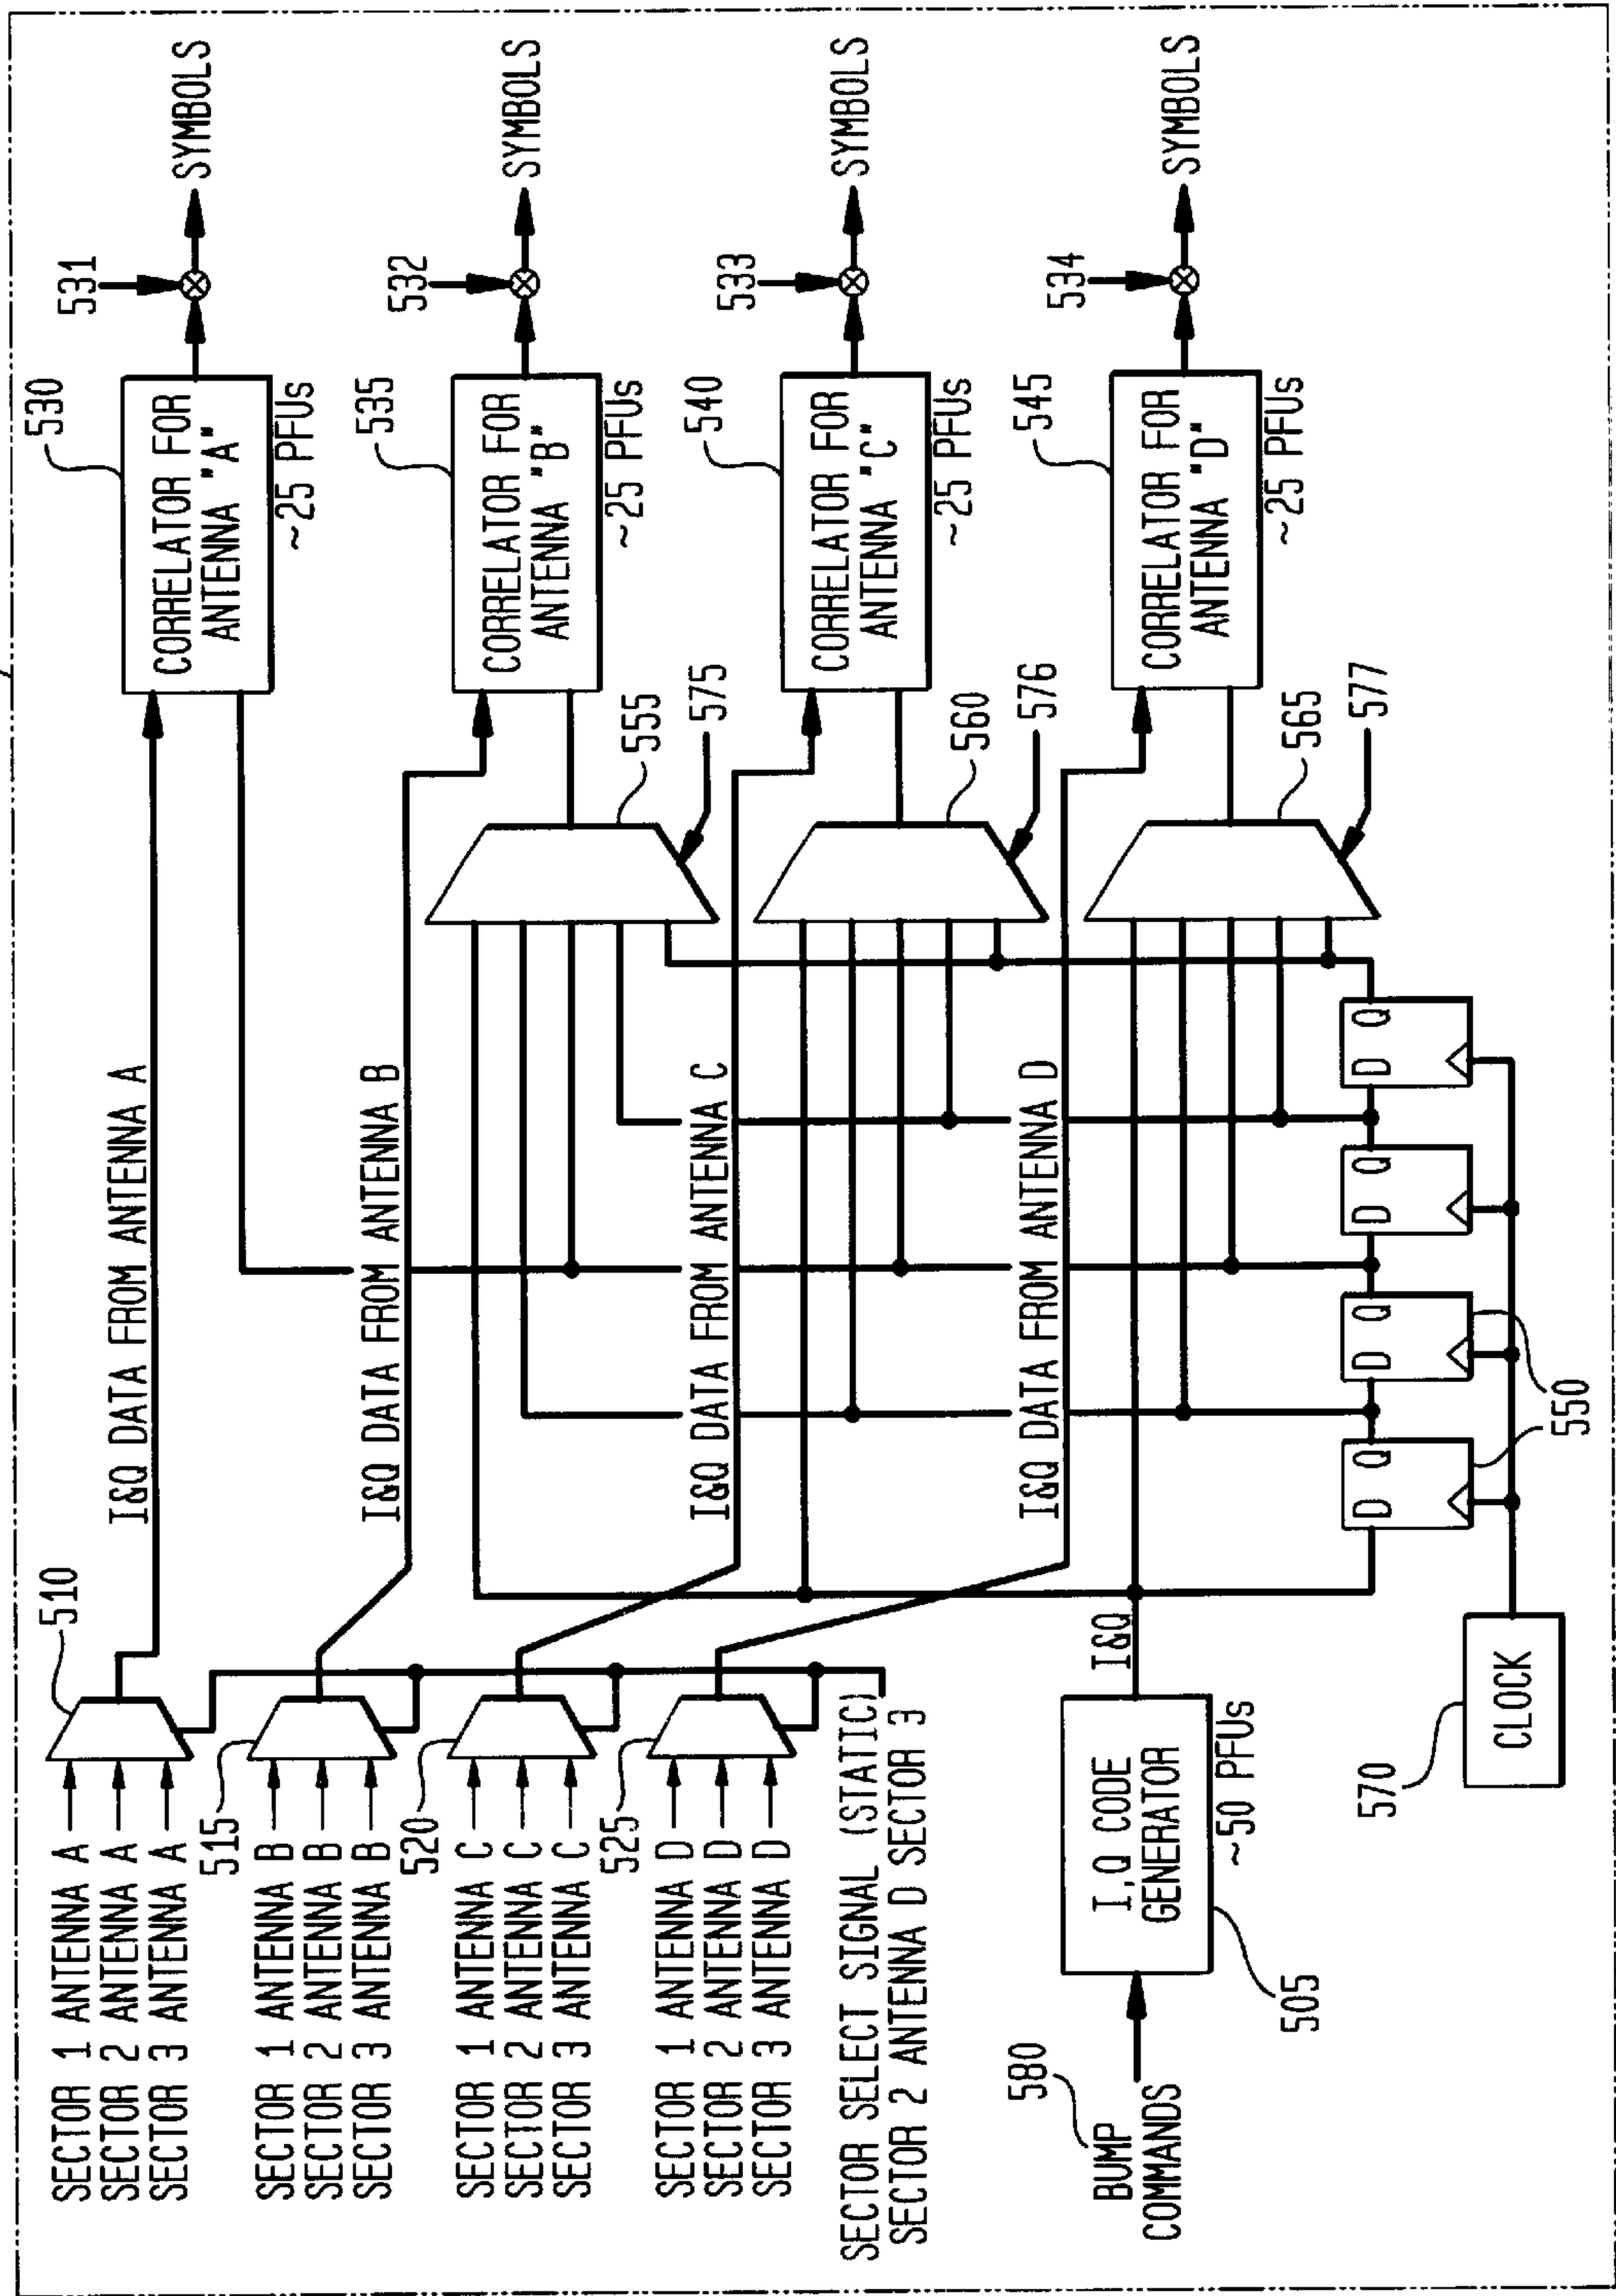 SECTOR 1 ANTENNA A
SECTOR 2 ANTENNA A
SECTOR 3 ANTENNA A
510
I&Q DATA FROM ANTENNA A
530
CORRELATOR FOR
ANTENNA "A"
~25 PFUs
531
SYMBOLS
515
SECTOR 1 ANTENNA B
SECTOR 2 ANTENNA B
SECTOR 3 ANTENNA B
I&Q DATA FROM ANTENNA B
535
CORRELATOR FOR
ANTENNA "B"
~25 PFUs
532
SYMBOLS
555
575
520
SECTOR 1 ANTENNA C
SECTOR 2 ANTENNA C
SECTOR 3 ANTENNA C
I&Q DATA FROM ANTENNA C
540
CORRELATOR FOR
ANTENNA "C"
~25 PFUs
533
SYMBOLS
560
576
525
SECTOR 1 ANTENNA D
SECTOR 2 ANTENNA D
SECTOR 3 ANTENNA D
I&Q DATA FROM ANTENNA D
545
CORRELATOR FOR
ANTENNA "D"
~25 PFUs
534
SYMBOLS
565
577
SECTOR SELECT SIGNAL (STATIC)
SECTOR 2 ANTENNA D SECTOR 3
580
BUMP
COMMANDS
I,Q CODE
GENERATOR
~50 PFUs
505
I&Q
D Q
D Q
D Q
D Q
550
570
CLOCK